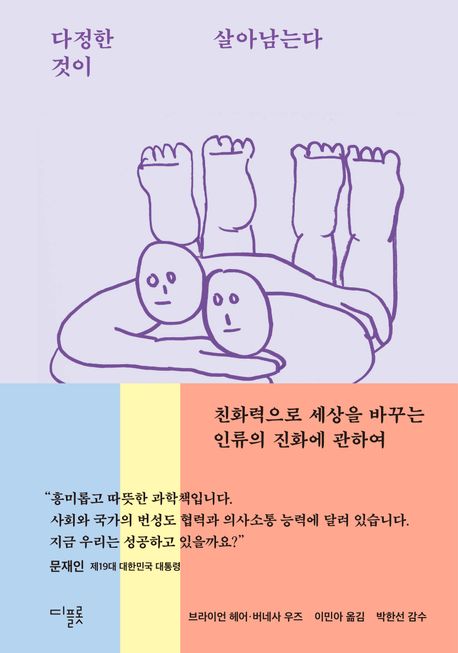 다정한 살아남는다
것이
친화력으로 세상을 바꾸는
인류의 진화에 관하여
“흥미롭고 따뜻한 과학책입니다.
사회와 국가의 번성도 협력과 의사소통 능력에 달려 있습니다.
지금 우리는 성공하고 있을까요?”
문재인 제19대 대한민국 대통령
디플롯
브라이언 헤어·버네사 우즈 이민아 옮김 박한선 감수